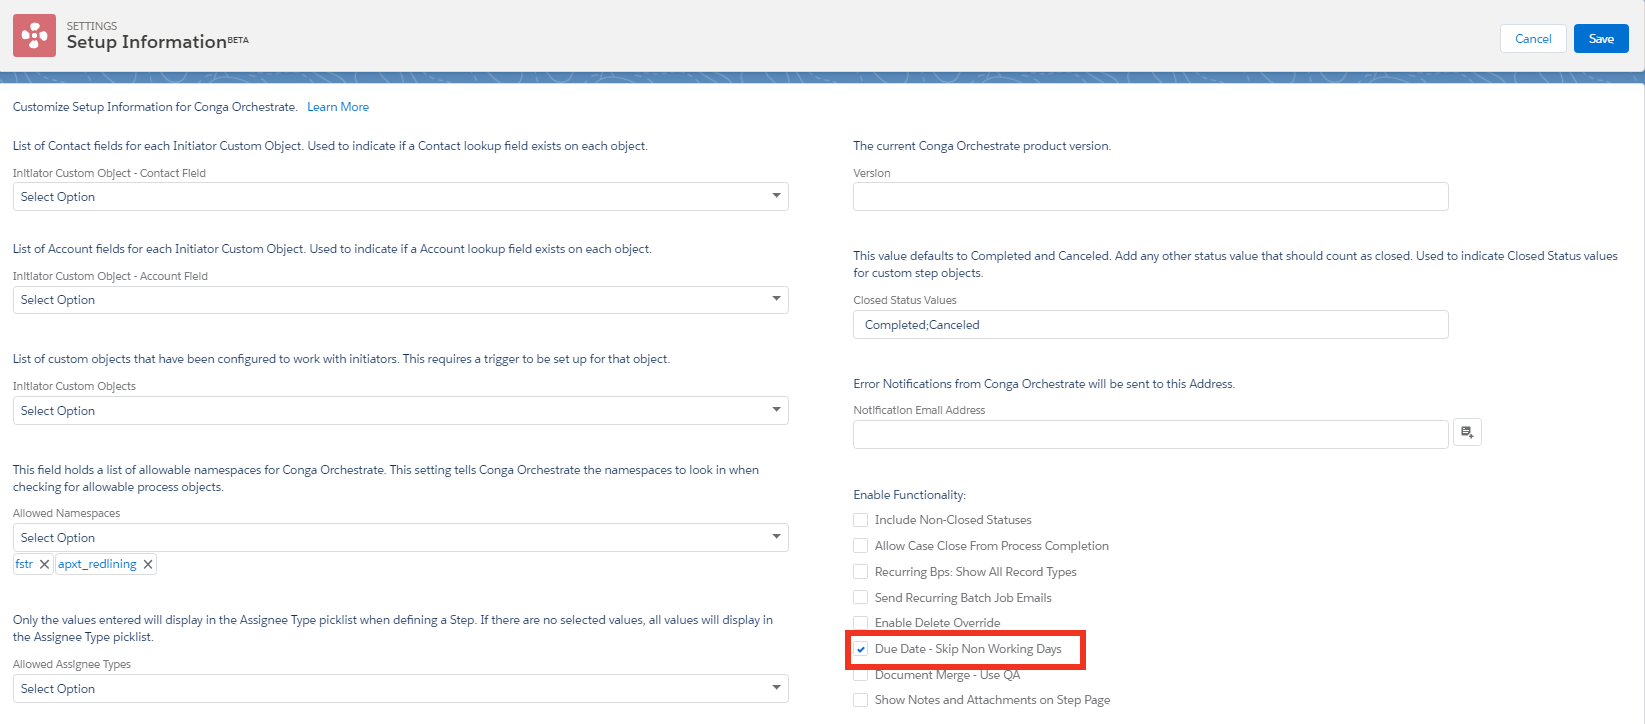 SETTINGS
Setup InformationBETA
Cancel
Save
Customize Setup Information for Conga Orchestrate. Learn More
List of Contact fields for each Initiator Custom Object. Used to indicate if a Contact lookup field exists on each object.
Initiator Custom Object - Contact Field
Select Option
List of Account fields for each Initiator Custom Object. Used to indicate if a Account lookup field exists on each object.
Initiator Custom Object - Account Field
Select Option
List of custom objects that have been configured to work with initiators. This requires a trigger to be set up for that object.
Initiator Custom Objects
Select Option
This field holds a list of allowable namespaces for Conga Orchestrate. This setting tells Conga Orchestrate the namespaces to look in when
checking for allowable process objects.
Allowed Namespaces
Select Option
fstr X apxt_redlining X
Only the values entered will display in the Assignee Type picklist when defining a Step. If there are no selected values, all values will display in
the Assignee Type picklist.
Allowed Assignee Types
Select Option
The current Conga Orchestrate product version.
Version
This value defaults to Completed and Canceled. Add any other status value that should count as closed. Used to indicate Closed Status values
for custom step objects.
Closed Status Values
Completed;Canceled
Error Notifications from Conga Orchestrate will be sent to this Address.
Notification Email Address
Enable Functionality:
Include Non-Closed Statuses
Allow Case Close From Process Completion
Recurring Bps: Show All Record Types
Send Recurring Batch Job Emails
Enable Delete Override
Due Date - Skip Non Working Days
Document Merge - Use QA
Show Notes and Attachments on Step Page